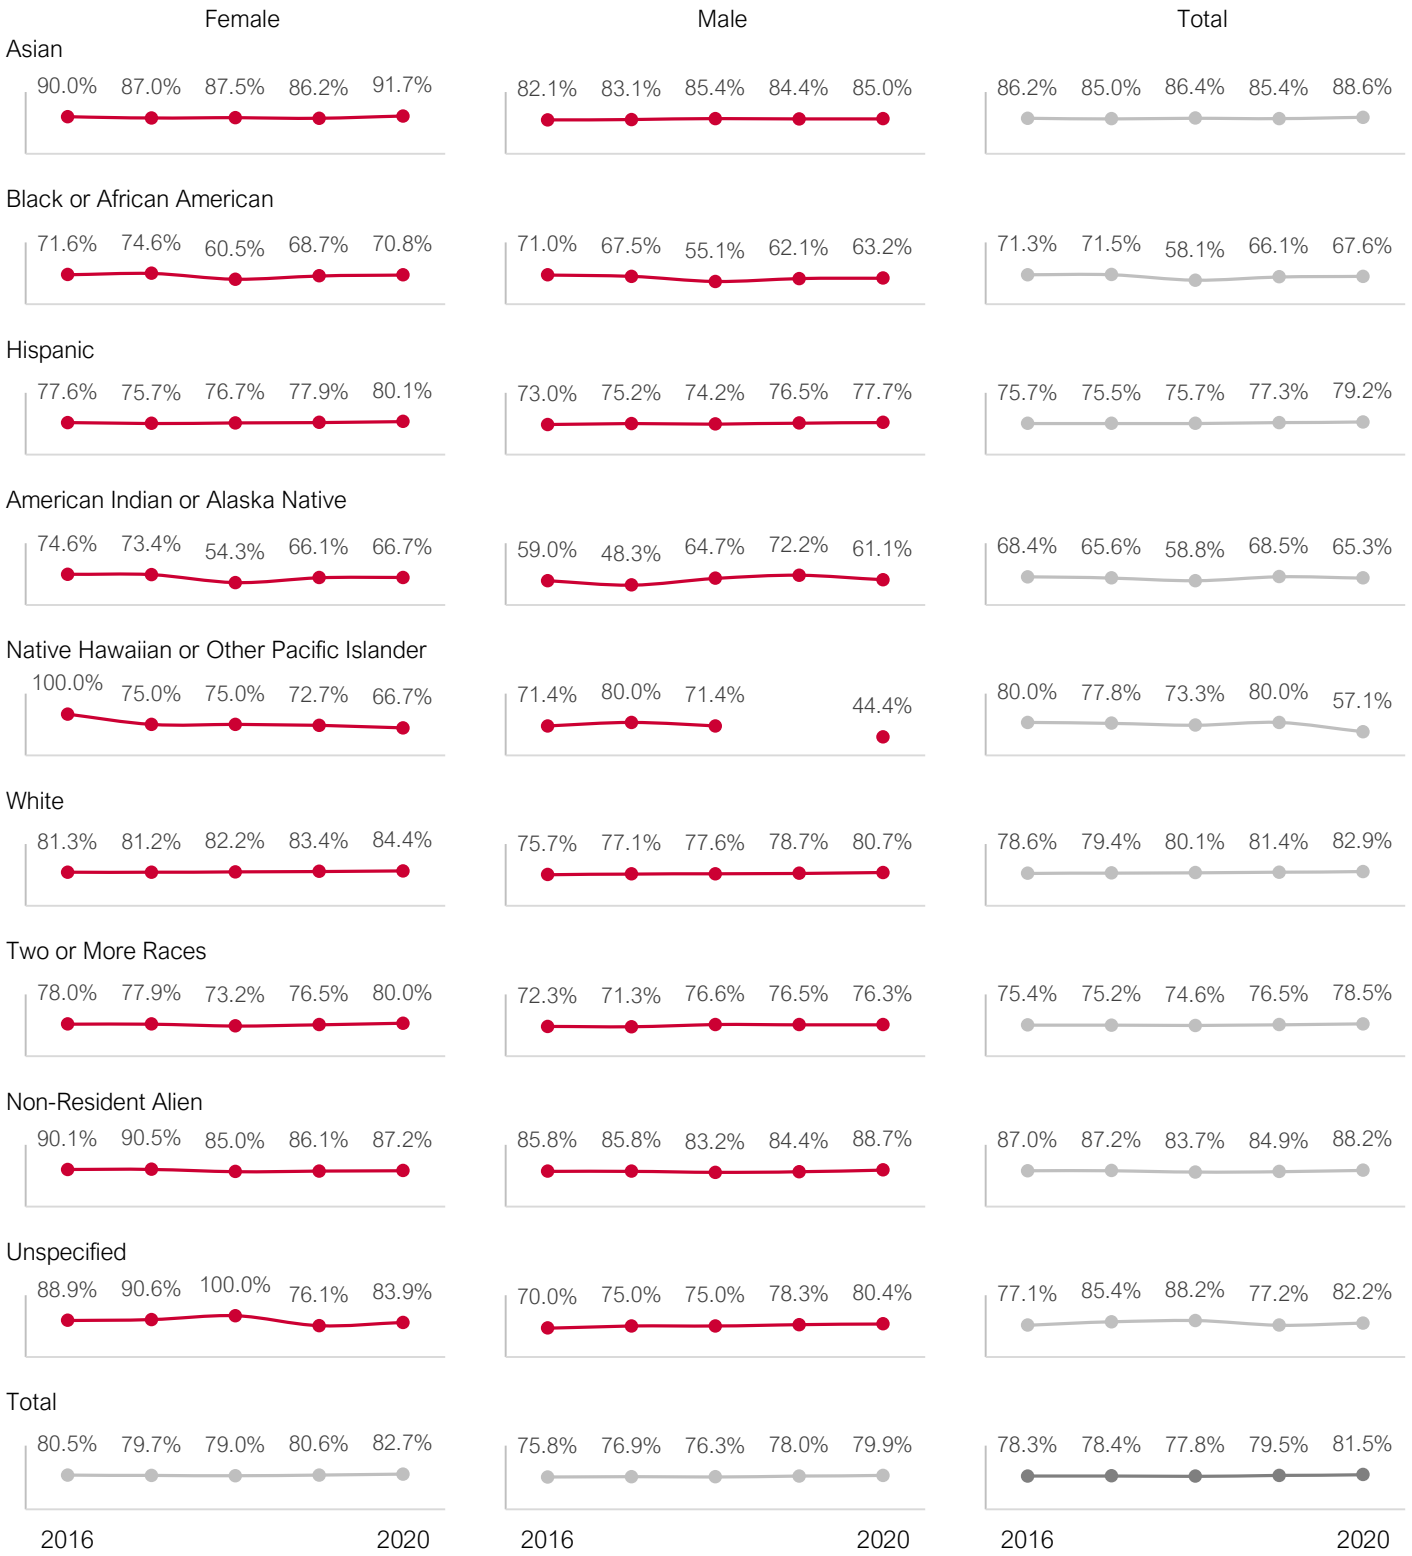 Female Male Total
Asian
90.0% 87.0% 87.5% 86.2% 91.7% 82.1% 83.1% 85.4% 84.4% 85.0% 86.2% 85.0% 86.4% 85.4% 88.6%
Black or African American
71.6% 74.6% 60.5% 68.7% 70.8% 71.0% 67.5% 55.1% 62.1% 63.2% 71.3% 71.5% 58.1% 66.1% 67.6%
Hispanic
77.6% 75.7% 76.7% 77.9% 80.1% 73.0% 75.2% 74.2% 76.5% 77.7% 75.7% 75.5% 75.7% 77.3% 79.2%
American Indian or Alaska Native
74.6% 73.4% 54.3% 66.1% 66.7% 59.0% 48.3% 64.7% 72.2% 61.1% 68.4% 65.6% 58.8% 68.5% 65.3%
Native Hawaiian or Other Pacific Islander
100.0% 75.0% 75.0% 72.7% 66.7% 71.4% 80.0% 71.4% 44.4% 80.0% 77.8% 73.3% 80.0% 57.1%
White
81.3% 81.2% 82.2% 83.4% 84.4% 75.7% 77.1% 77.6% 78.7% 80.7% 78.6% 79.4% 80.1% 81.4% 82.9%
Two or More Races
78.0% 77.9% 73.2% 76.5% 80.0% 72.3% 71.3% 76.6% 76.5% 76.3% 75.4% 75.2% 74.6% 76.5% 78.5%
Non-Resident Alien
90.1% 90.5% 85.0% 86.1% 87.2% 85.8% 85.8% 83.2% 84.4% 88.7% 87.0% 87.2% 83.7% 84.9% 88.2%
Unspecified
88.9% 90.6% 100.0% 76.1% 83.9% 70.0% 75.0% 75.0% 78.3% 80.4% 77.1% 85.4% 88.2% 77.2% 82.2%
Total
80.5% 79.7% 79.0% 80.6% 82.7% 75.8% 76.9% 76.3% 78.0% 79.9% 78.3% 78.4% 77.8% 79.5% 81.5%
2016 2020 2016 2020 2016 2020